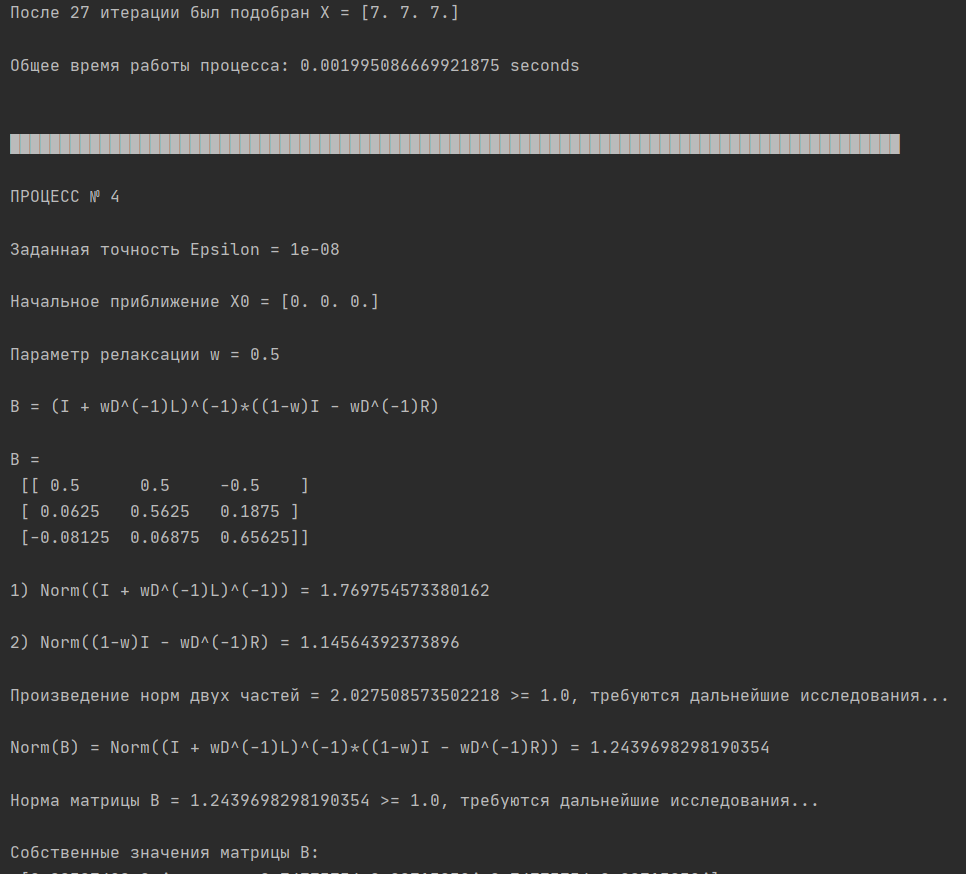 После 27 итерации был подобран X = [7. 7. 7.]
Общее время работы процесса: 0.001995086669921875 seconds
ПРОЦЕСС № 4
Заданная точность Epsilon = 1e-08
Начальное приближение X0 = [0. 0. 0.]
Параметр релаксации w = 0.5
B = (I + wD^(-1)L)^(-1)*((1-w)I - wD^(-1)R)
B =
[[ 0.5 0.5 -0.5 ]
[ 0.0625 0.5625 0.1875 ]
[-0.08125 0.06875 0.65625]]
1) Norm((I + wD^(-1)L)^(-1)) = 1.769754573380162
2) Norm((1-w)I - wD^(-1)R) = 1.14564392373896
Произведение норм двух частей = 2.027508573502218 >= 1.0, требуются дальнейшие исследования...
Norm(B) = Norm((I + wD^(-1)L)^(-1)*((1-w)I - wD^(-1)R)) = 1.2439698298190354
Норма матрицы B = 1.2439698298190354 >= 1.0, требуются дальнейшие исследования...
Собственные значения матрицы B: